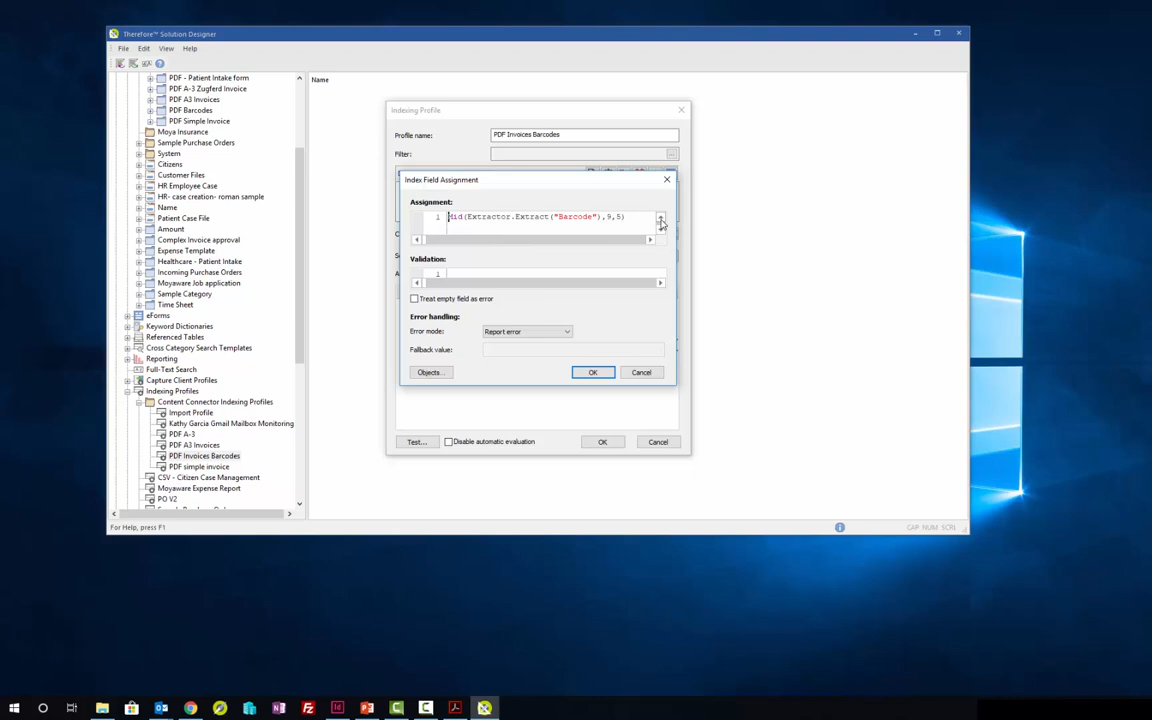 Therefore™ Solution Designer
File Edit View Help
PDF - Patient Intake form
PDF A-3 Zugferd Invoice
PDF A3 Invoices
PDF Barcodes
PDF Simple Invoice
Moya Insurance
Sample Purchase Orders
System
Citizens
Customer Files
HR Employee Case
HR- case creation- roman sample
Name
Patient Case File
Amount
Complex Invoice approval
Expense Template
Healthcare - Patient Intake
Incoming Purchase Order
Moyaware Job application
Sample Category
Time Sheet
eForms
Keyword Dictionaries
Referenced Tables
Cross Category Search Templates
Reporting
Full-Text Search
Capture Client Profiles
Indexing Profiles
Content Connector Indexing Profiles
Import Profile
Kathy Garcia Gmail Mailbox Monitoring
PDF A-3
PDF A3 Invoices
PDF Invoices Barcodes
PDF simple invoice
CSV - Citizen Case Management
Moyaware Expense Report
PO V2
Name
Indexing Profile
Profile name: PDF Invoices Barcodes
Filter: ...
Index Field Assignment
Assignment:
1 Mid(Extractor.Extract("Barcode"),9,5)
Validation:
1
Treat empty field as error
Error handling:
Error mode: Report error
Fallback value:
Objects... OK Cancel
Test... Disable automatic evaluation OK Cancel
For Help, press F1
CAP NUM SCRL